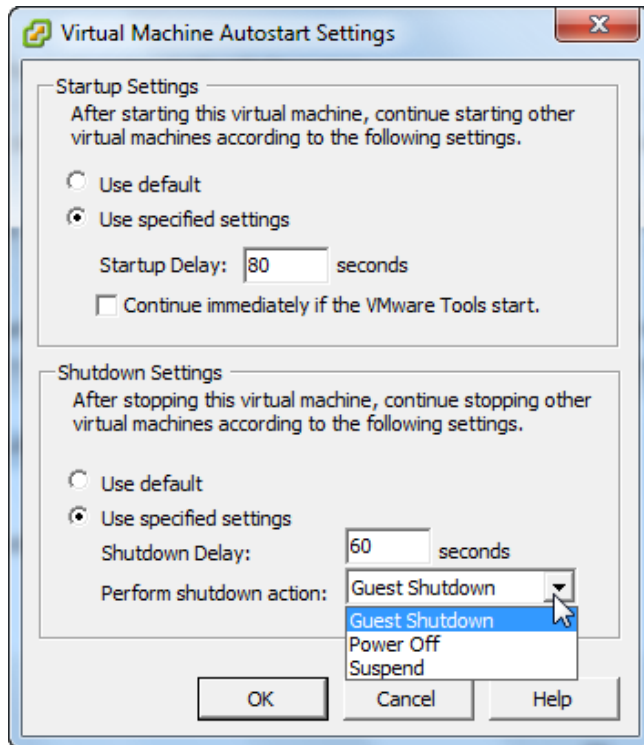 Virtual Machine Autostart Settings
Startup Settings
After starting this virtual machine, continue starting other
virtual machines according to the following settings.
Use default
Use specified settings
Startup Delay: 80 seconds
Continue immediately if the VMware Tools start.
Shutdown Settings
After stopping this virtual machine, continue stopping other
virtual machines according to the following settings.
Use default
Use specified settings
Shutdown Delay: 60 seconds
Perform shutdown action: Guest Shutdown
Guest Shutdown
Power Off
Suspend
OK Cancel Help